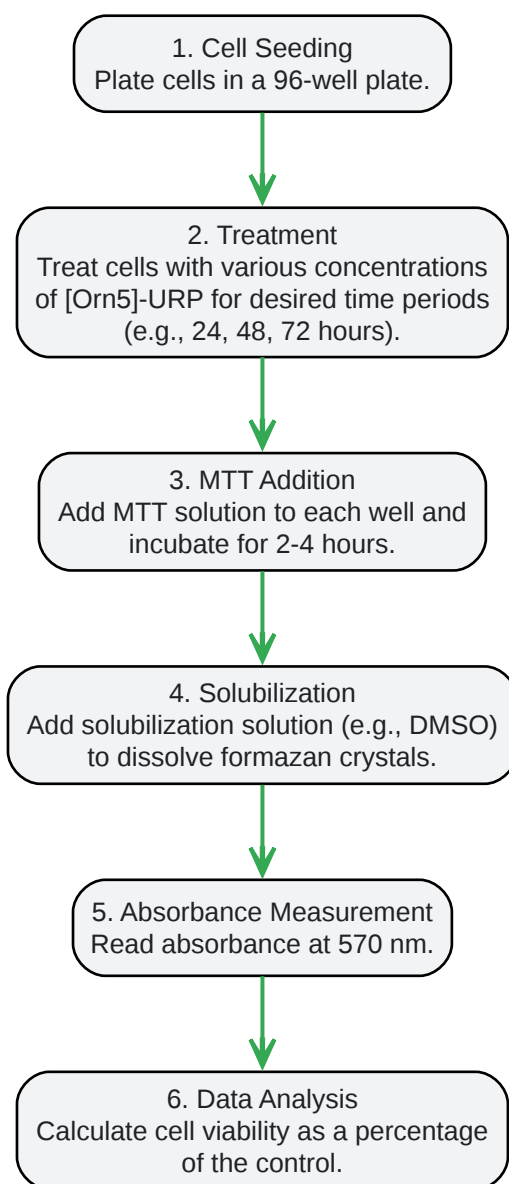 1. Cell Seeding
Plate cells in a 96-well plate.
2. Treatment
Treat cells with various concentrations
of [Orn5]-URP for desired time periods
(e.g., 24, 48, 72 hours).
3. MTT Addition
Add MTT solution to each well and
incubate for 2-4 hours.
4. Solubilization
Add solubilization solution (e.g., DMSO)
to dissolve formazan crystals.
5. Absorbance Measurement
Read absorbance at 570 nm.
6. Data Analysis
Calculate cell viability as a percentage
of the control.